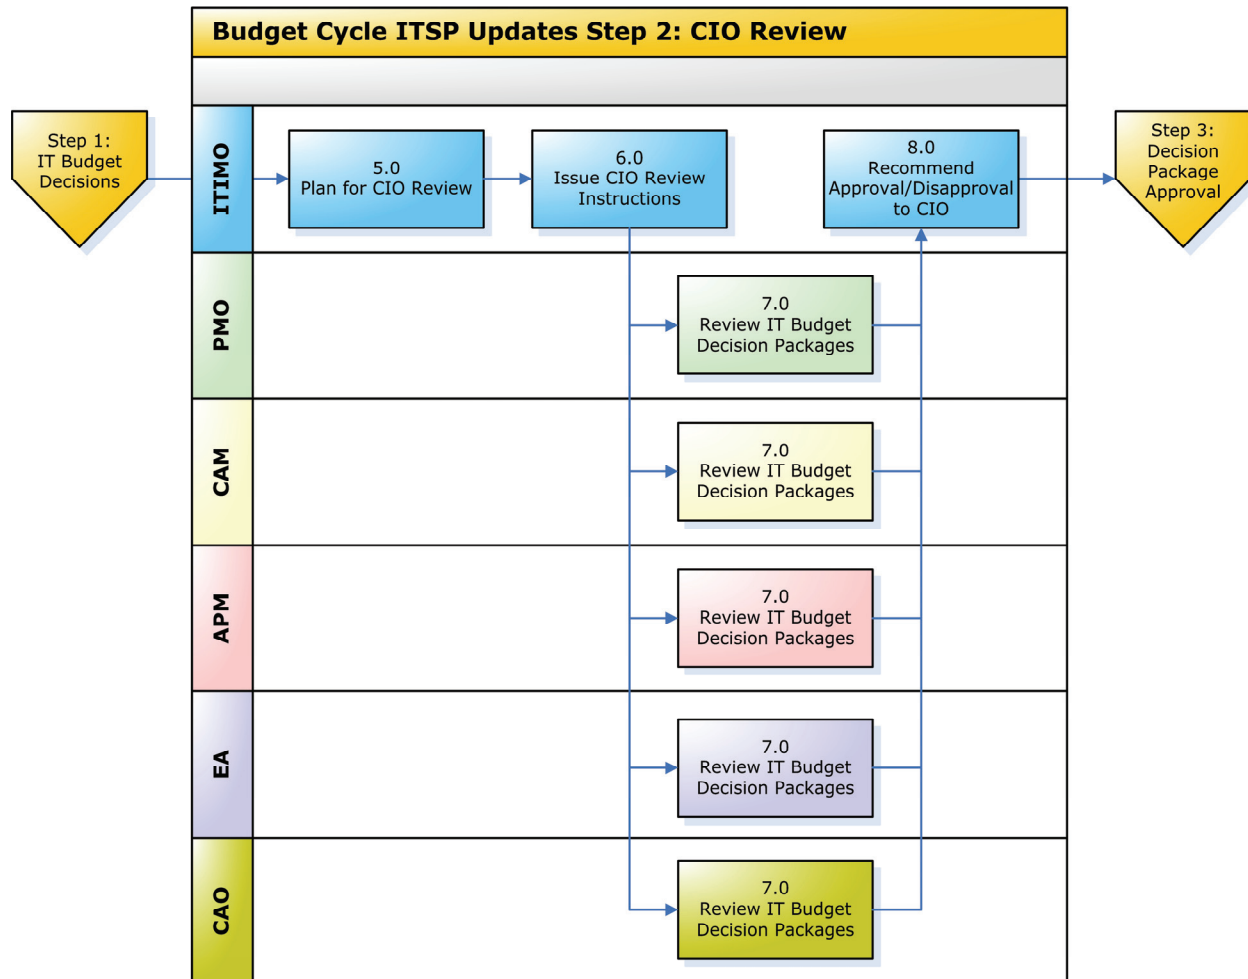 Budget Cycle ITSP Updates Step 2: CIO Review
Step 1:
IT Budget
Decisions
ITIMO
5.0
Plan for CIO Review
6.0
Issue CIO Review
Instructions
8.0
Recommend
Approval/Disapproval
to CIO
Step 3:
Decision
Package
Approval
PMO
7.0
Review IT Budget
Decision Packages
CAM
7.0
Review IT Budget
Decision Packages
APM
7.0
Review IT Budget
Decision Packages
EA
7.0
Review IT Budget
Decision Packages
CAO
7.0
Review IT Budget
Decision Packages